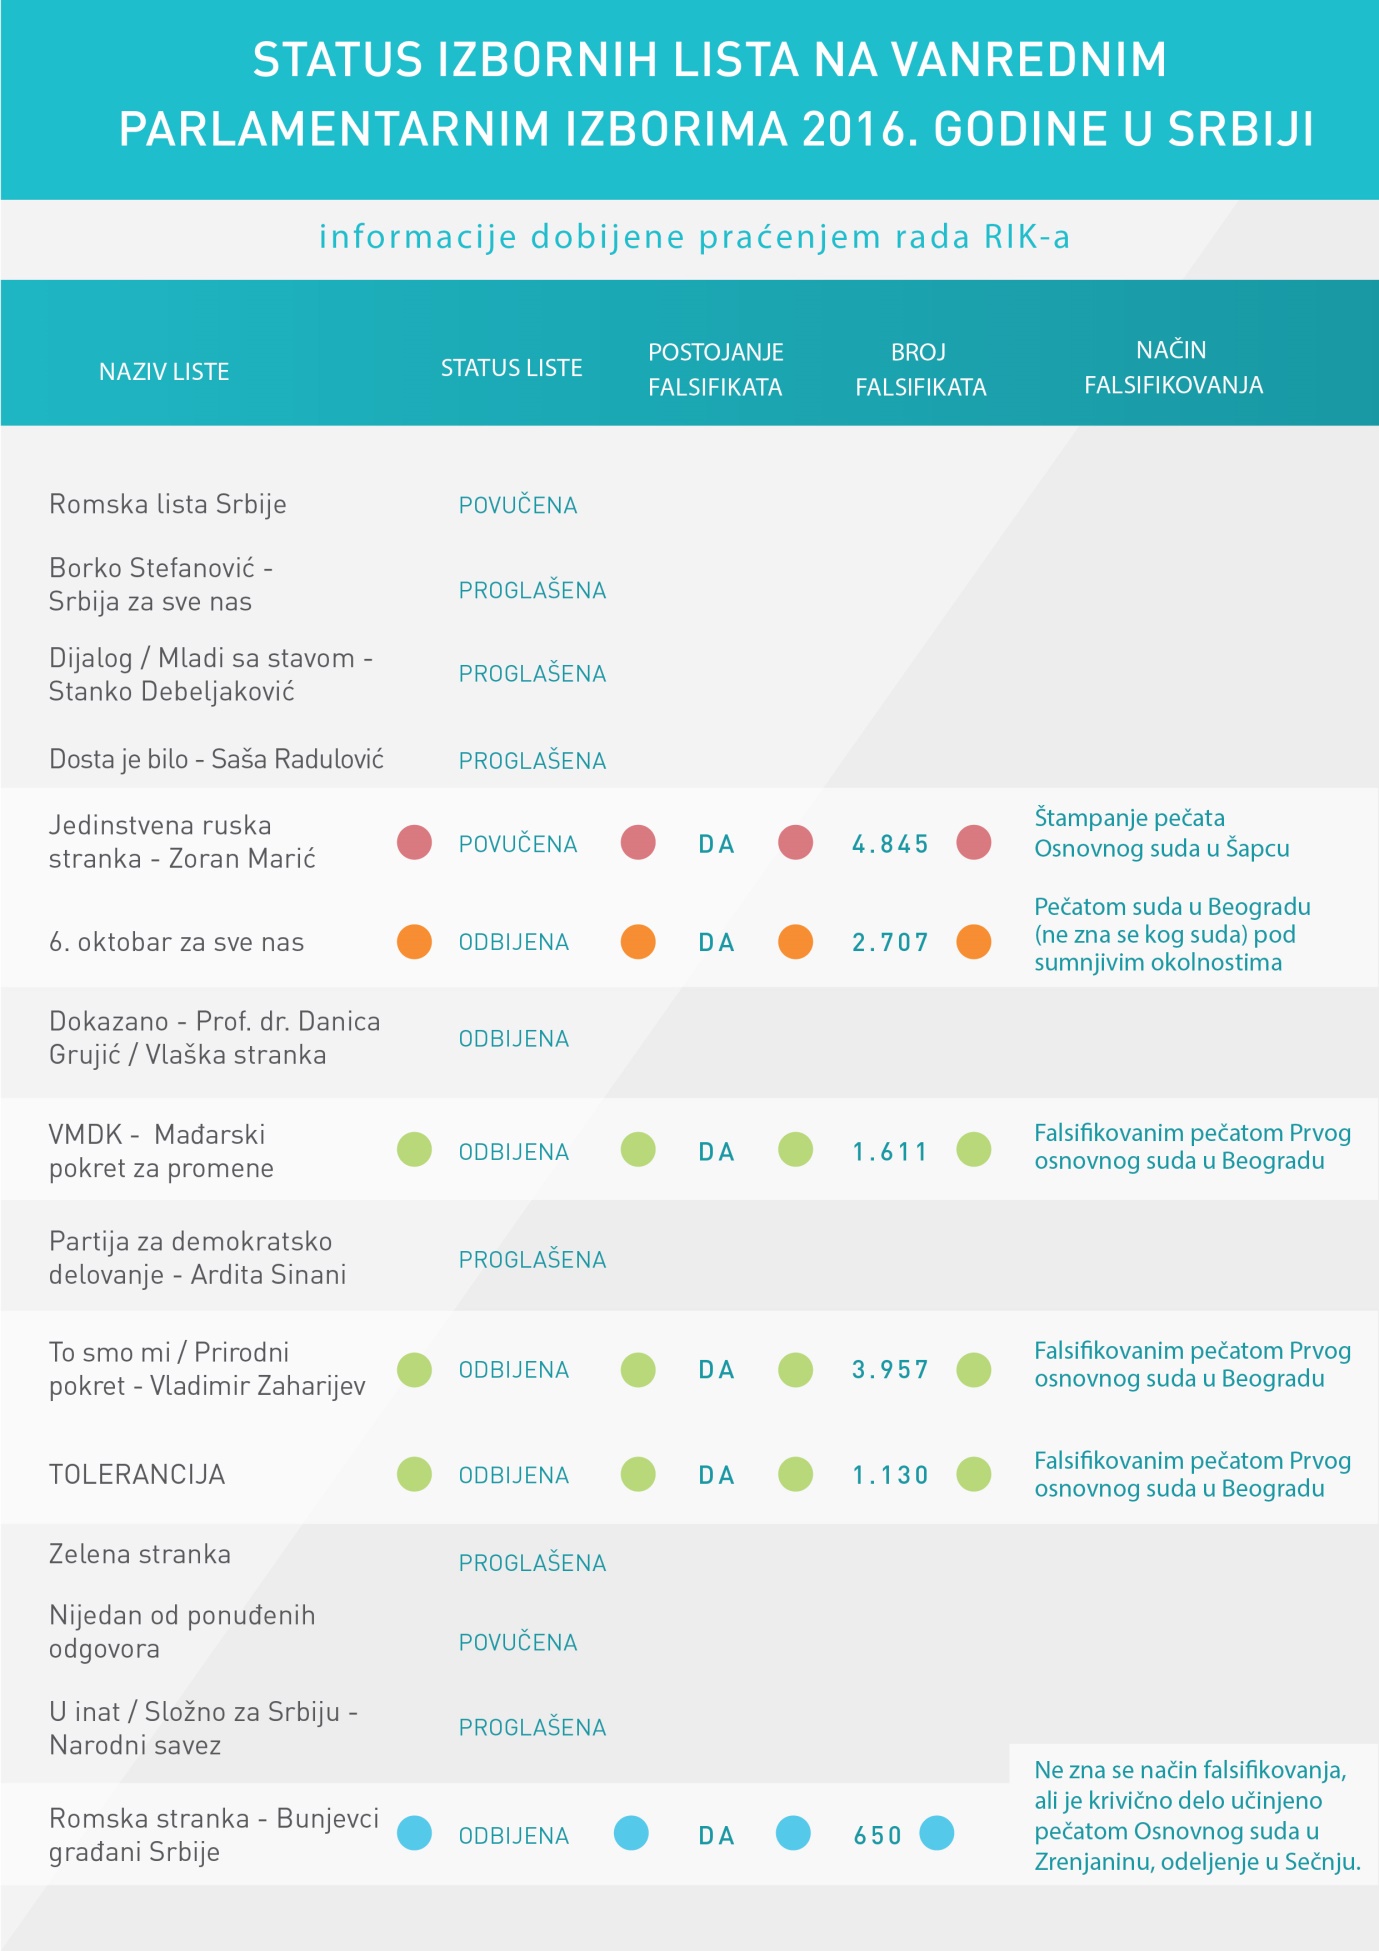 STATUS IZBORNIH LISTA NA VANREDNIM
PARLAMENTARNIM IZBORIMA 2016. GODINE U SRBIJI
informacije dobijene praćenjem rada RIK-a
NAZIV LISTE
STATUS LISTE
POSTOJANJE
FALSIFIKATA
BROJ
FALSIFIKATA
NAČIN
FALSIFIKOVANJA
Romska lista Srbije
POVUČENA
Borko Stefanović -
Srbija za sve nas
PROGLAŠENA
Dijalog / Mladi sa stavom -
Stanko Debeljaković
PROGLAŠENA
Dosta je bilo - Saša Radulović
PROGLAŠENA
Jedinstvena ruska
stranka - Zoran Marić
POVUČENA
DA
4.845
Štampanje pečata
Osnovnog suda u Šapcu
6. oktobar za sve nas
ODBIJENA
DA
2.707
Pečatom suda u Beogradu
(ne zna se kog suda) pod
sumnjivim okolnostima
Dokazano - Prof. dr. Danica
Grujić / Vlaška stranka
ODBIJENA
VMDK - Mađarski
pokret za promene
ODBIJENA
DA
1.611
Falsifikovanim pečatom Prvog
osnovnog suda u Beogradu
Partija za demokratsko
delovanje - Ardita Sinani
PROGLAŠENA
To smo mi / Prirodni
pokret - Vladimir Zaharijev
ODBIJENA
DA
3.957
Falsifikovanim pečatom Prvog
osnovnog suda u Beogradu
TOLERANCIJA
ODBIJENA
DA
1.130
Falsifikovanim pečatom Prvog
osnovnog suda u Beogradu
Zelena stranka
PROGLAŠENA
Nijedan od ponuđenih
odgovora
POVUČENA
U inat / Složno za Srbiju -
Narodni savez
PROGLAŠENA
Romska stranka - Bunjevci
građani Srbije
ODBIJENA
DA
650
Ne zna se način falsifikovanja,
ali je krivično delo učinjeno
pečatom Osnovnog suda u
Zrenjaninu, odeljenje u Sečnju.